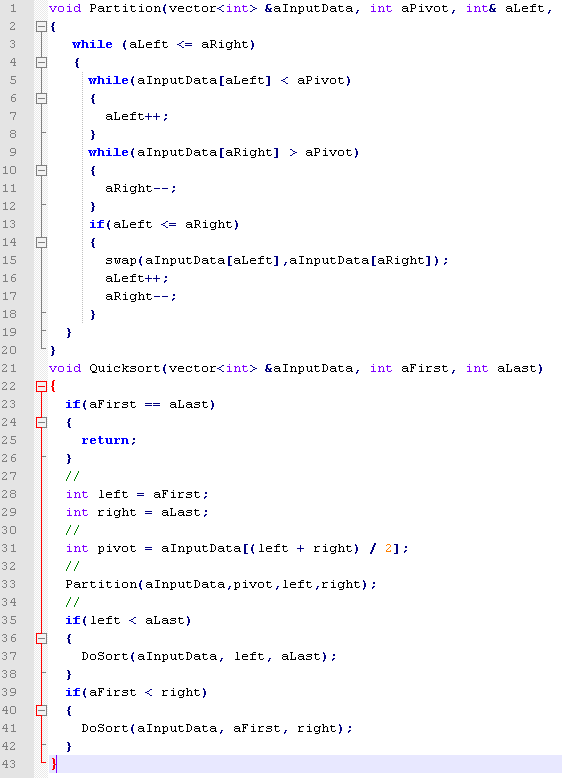 1 void Partition(vector<int> &aInputData, int aPivot, int& aLeft,
2 {
3 while (aLeft <= aRight)
4 {
5 while(aInputData[aLeft] < aPivot)
6 {
7 aLeft++;
8 }
9 while(aInputData[aRight] > aPivot)
10 {
11 aRight--;
12 }
13 if(aLeft <= aRight)
14 {
15 swap(aInputData[aLeft],aInputData[aRight]);
16 aLeft++;
17 aRight--;
18 }
19 }
20 }
21 void Quicksort(vector<int> &aInputData, int aFirst, int aLast)
22 {
23 if(aFirst == aLast)
24 {
25 return;
26 }
27 //
28 int left = aFirst;
29 int right = aLast;
30 //
31 int pivot = aInputData[(left + right) / 2];
32 //
33 Partition(aInputData,pivot,left,right);
34 //
35 if(left < aLast)
36 {
37 DoSort(aInputData, left, aLast);
38 }
39 if(aFirst < right)
40 {
41 DoSort(aInputData, aFirst, right);
42 }
43 }